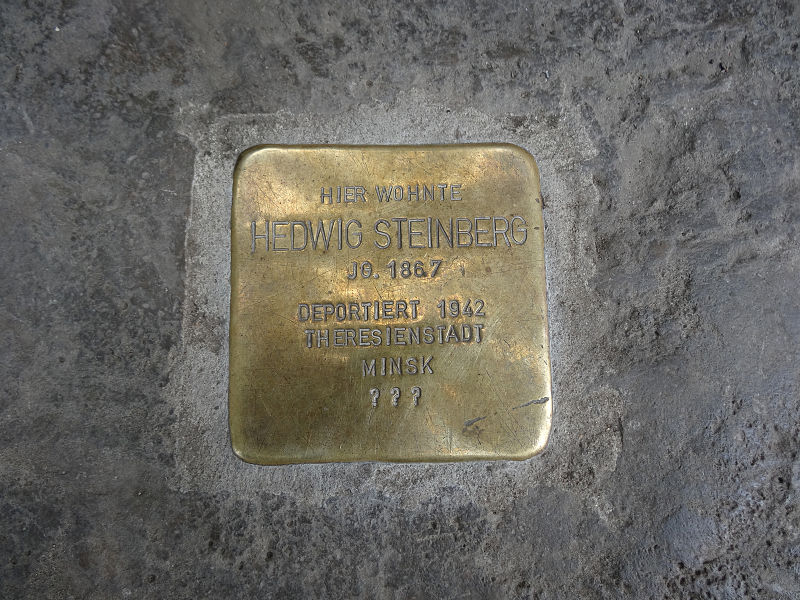 HIER WOHNTE
HEDWIG STEINBERG
JG. 1867
DEPORTIERT 1942
THERESIENSTADT
MINSK
???